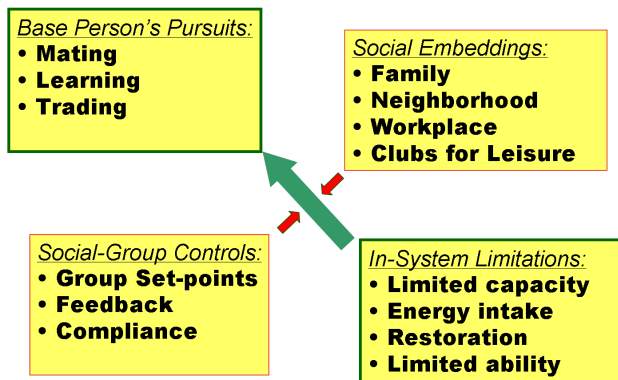 Base Person's Pursuits:
• Mating
• Learning
• Trading
Social Embeddings:
• Family
• Neighborhood
• Workplace
• Clubs for Leisure
Social-Group Controls:
• Group Set-points
• Feedback
• Compliance
In-System Limitations:
• Limited capacity
• Energy intake
• Restoration
• Limited ability